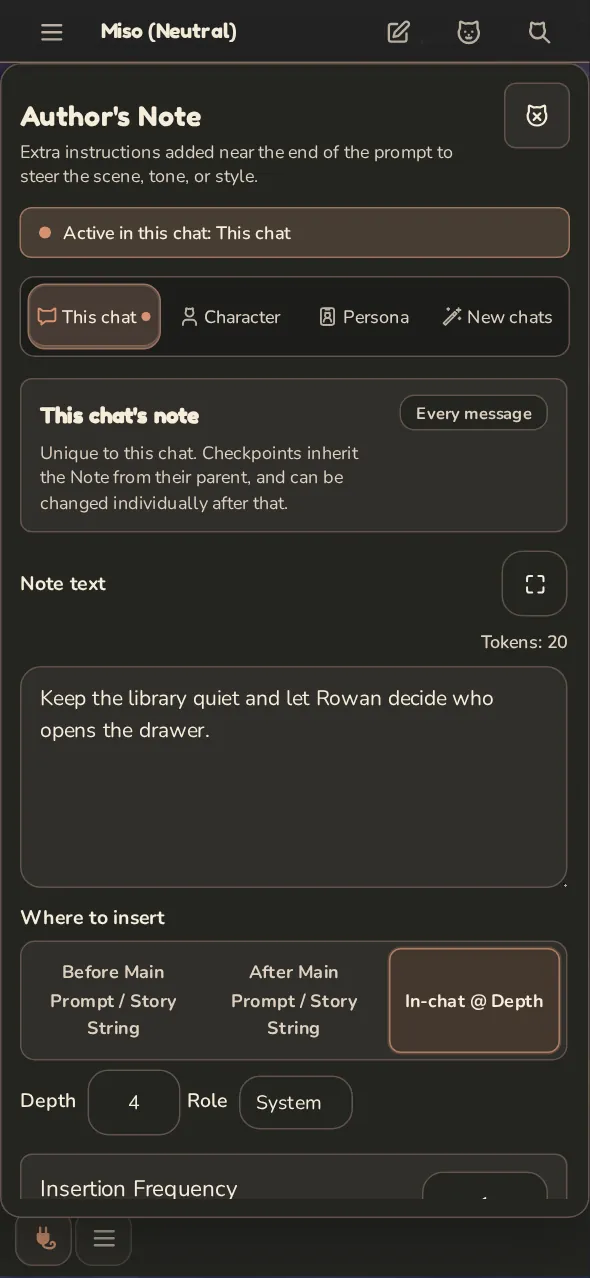 Miso (Neutral)
Author's Note
Extra instructions added near the end of the prompt to
steer the scene, tone, or style.
Active in this chat: This chat
This chat
Character
Persona
New chats
This chat's note
Every message
Unique to this chat. Checkpoints inherit
the Note from their parent, and can be
changed individually after that.
Note text
Tokens: 20
Keep the library quiet and let Rowan decide who
opens the drawer.
Where to insert
Before Main
Prompt / Story
String
After Main
Prompt / Story
String
In-chat @ Depth
Depth
4
Role
System
Insertion Frequency